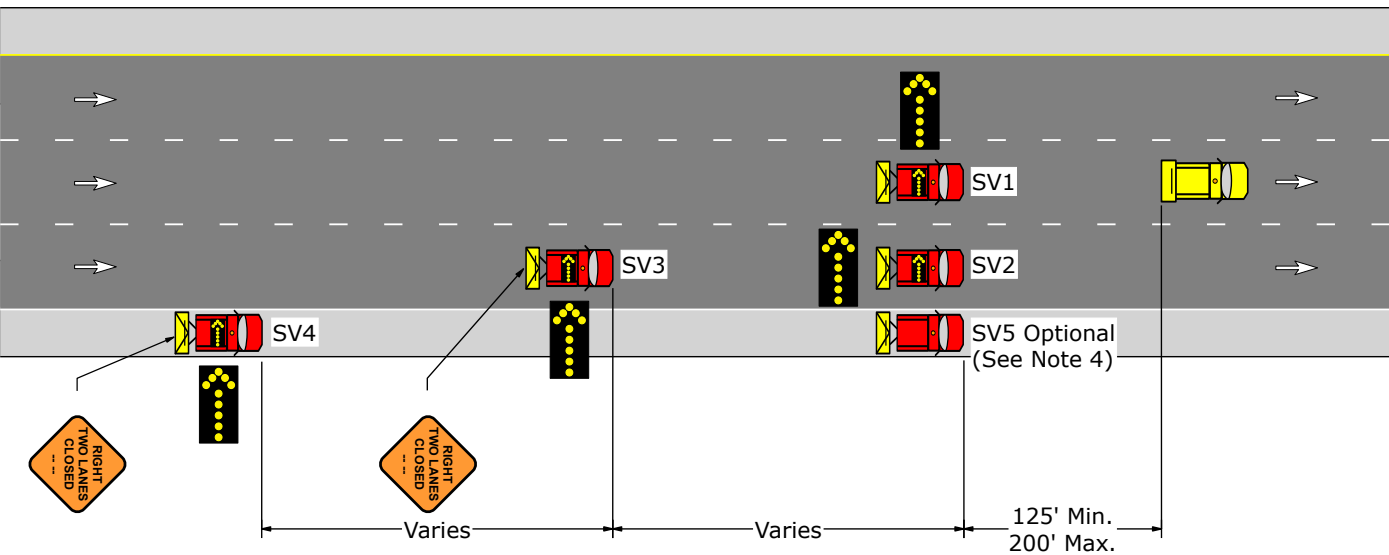 SV1
SV3
SV2
SV4
SV5 Optional
(See Note 4)
RIGHT
TWO LANES
CLOSED
-- --
RIGHT
TWO LANES
CLOSED
-- --
Varies
Varies
125' Min.
200' Max.